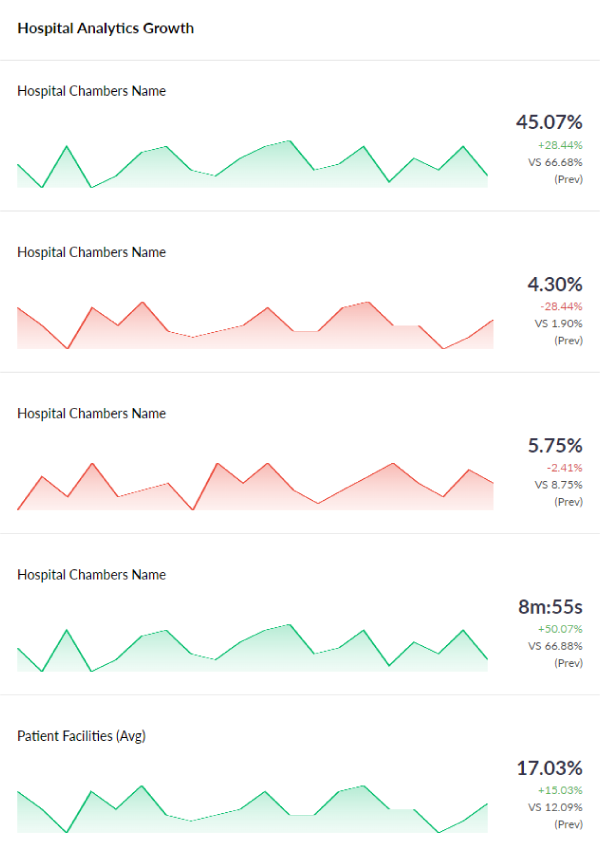 Hospital Analytics Growth
Hospital Chambers Name
45.07%
+28.44%
VS 66.68%
(Prev)
Hospital Chambers Name
4.30%
-28.44%
VS 1.90%
(Prev)
Hospital Chambers Name
5.75%
-2.41%
VS 8.75%
(Prev)
Hospital Chambers Name
8m:55s
+50.07%
VS 66.88%
(Prev)
Patient Facilities (Avg)
17.03%
+15.03%
VS 12.09%
(Prev)